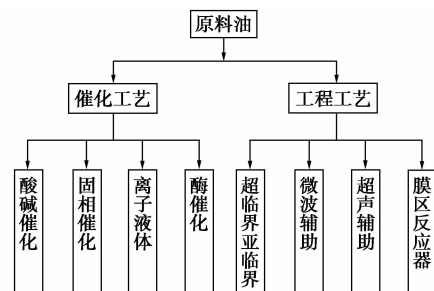 原料油
催化工艺
工程工艺
酸碱催化
固相催化
离子液体
酶催化
超临界亚临界
微波辅助
超声辅助
膜区反应器